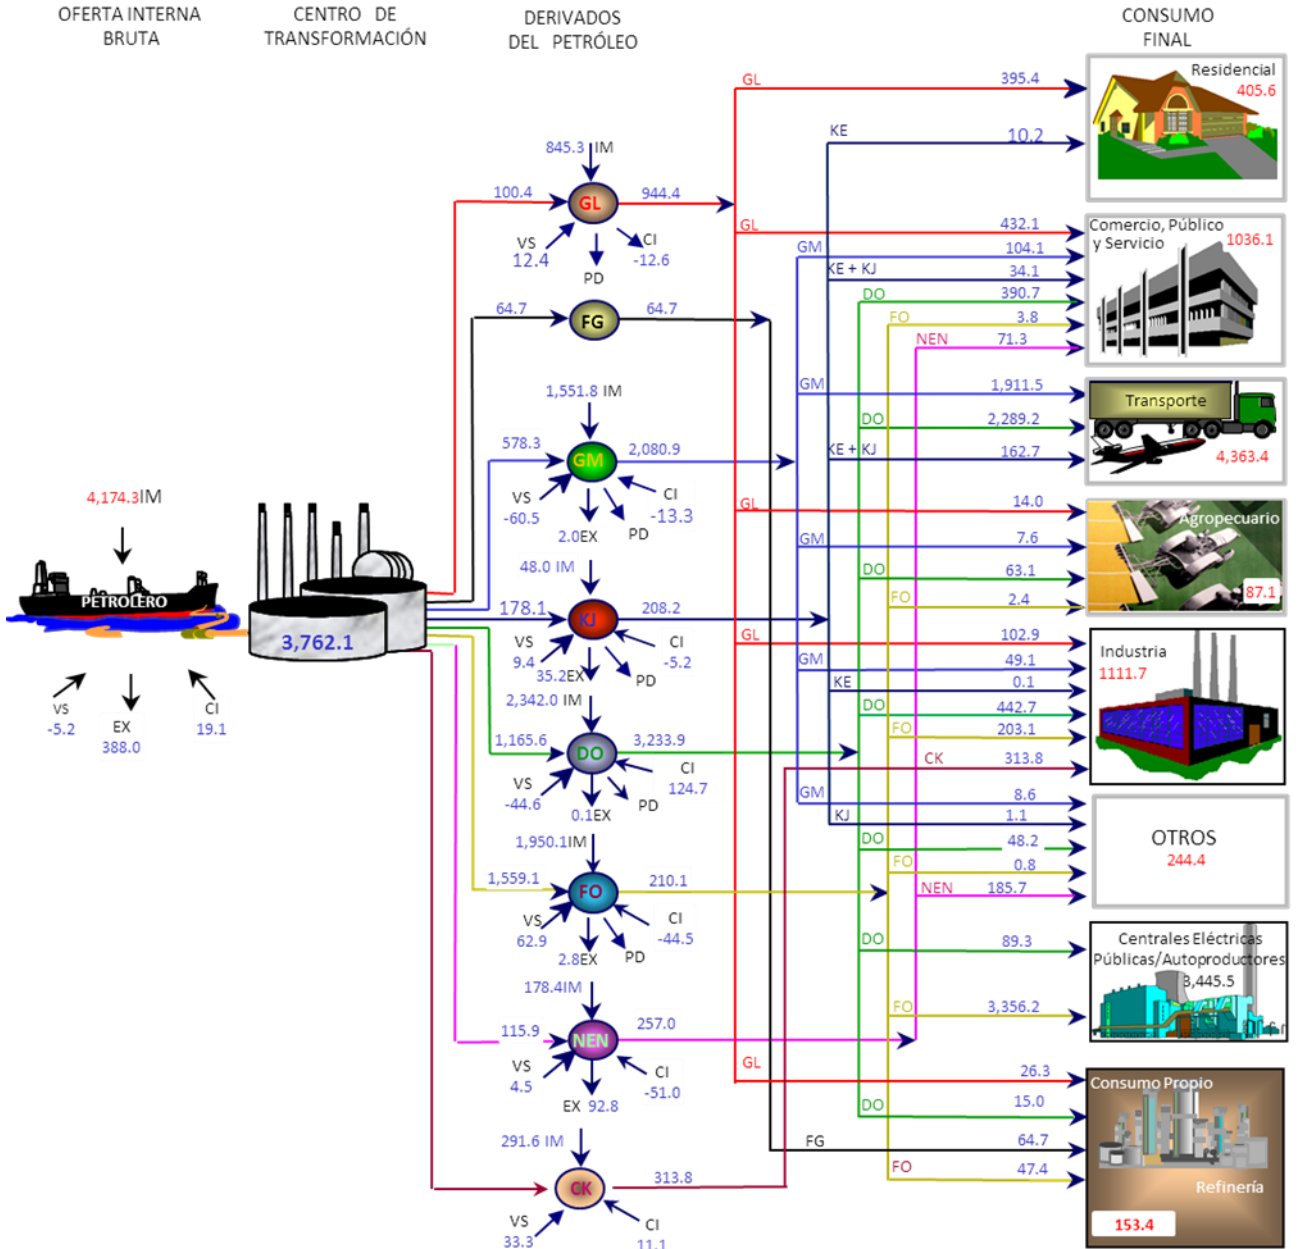 OFERTA INTERNA
BRUTA
CENTRO DE
TRANSFORMACIÓN
DERIVADOS
DEL PETRÓLEO
CONSUMO
FINAL
4,174.3IM
PETROLERO
VS
-5.2
EX
388.0
CI
19.1
3,762.1
845.3 IM
100.4
GL
944.4
VS
12.4
PD
CI
-12.6
64.7
FG
64.7
1,551.8 IM
578.3
GM
2,080.9
VS
-60.5
2.0EX
PD
CI
-13.3
48.0 IM
178.1
KJ
208.2
VS
9.4
35.2EX
PD
CI
-5.2
2,342.0 IM
1,165.6
DO
3,233.9
VS
-44.6
0.1EX
PD
CI
124.7
1,950.1IM
1,559.1
FO
210.1
VS
62.9
2.8EX
PD
CI
-44.5
178.4IM
115.9
NEN
257.0
VS
4.5
EX 92.8
CI
-51.0
291.6 IM
CK
313.8
VS
33.3
CI
11.1
GL 395.4
KE 10.2
Residencial
405.6
GL 432.1
GM 104.1
KE + KJ 34.1
DO 390.7
FO 3.8
NEN 71.3
Comercio, Público
y Servicio
1036.1
GM 1,911.5
DO 2,289.2
KE + KJ 162.7
Transporte
4,363.4
GL 14.0
GM 7.6
DO 63.1
FO 2.4
Agropecuario
87.1
GL 102.9
GM 49.1
KE 0.1
DO 442.7
FO 203.1
CK 313.8
Industria
1111.7
GM 8.6
KJ 1.1
DO 48.2
FO 0.8
NEN 185.7
OTROS
244.4
DO 89.3
FO 3,356.2
Centrales Eléctricas
Públicas/Autoproductores
3,445.5
GL 26.3
DO 15.0
FG 64.7
FO 47.4
Consumo Propio
Refinería
153.4